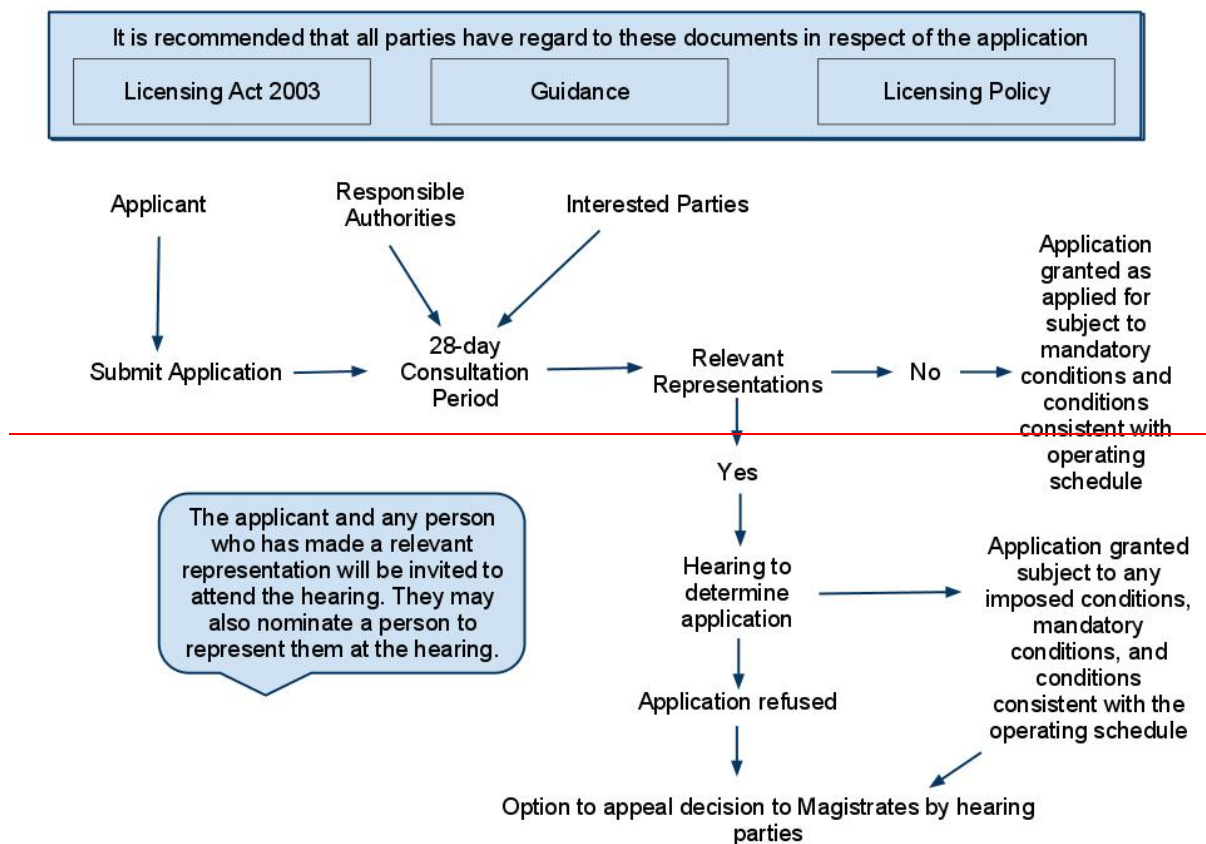 It is recommended that all parties have regard to these documents in respect of the application
Licensing Act 2003
Guidance
Licensing Policy
Applicant
Responsible
Authorities
Interested Parties
Submit Application
28-day
Consultation
Period
Relevant
Representations
No
Application
granted as
applied for
subject to
mandatory
conditions and
conditions
consistent with
operating
schedule
Yes
The applicant and any person
who has made a relevant
representation will be invited to
attend the hearing. They may
also nominate a person to
represent them at the hearing.
Hearing to
determine
application
Application granted
subject to any
imposed conditions,
mandatory
conditions, and
conditions
consistent with the
operating schedule
Application refused
Option to appeal decision to Magistrates by hearing
parties